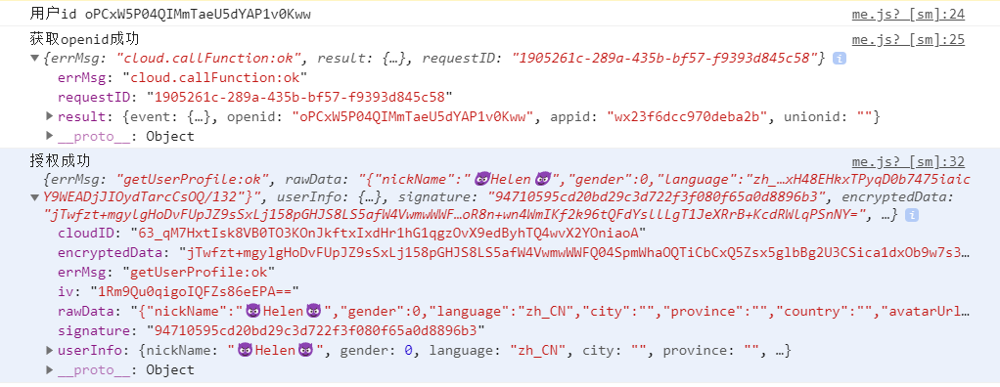 用户id oPCxW5P04QIMmTaeU5dYAP1v0Kww me.js? [sm]:24
获取openid成功 me.js? [sm]:25
▼{errMsg: "cloud.callFunction:ok", result: {…}, requestID: "1905261c-289a-435b-bf57-f9393d845c58"} i
errMsg: "cloud.callFunction:ok"
requestID: "1905261c-289a-435b-bf57-f9393d845c58"
▶result: {event: {…}, openid: "oPCxW5P04QIMmTaeU5dYAP1v0Kww", appid: "wx23f6dcc970deba2b", unionid: ""}
▶__proto__: Object
授权成功 me.js? [sm]:32
{errMsg: "getUserProfile:ok", rawData: "{"nickName":"😈Helen😈","gender":0,"language":"zh_…xH48EHkxTPyqD0b7475iaic
▼Y9WEADjJIOydTarcCsOQ/132"}", userInfo: {…}, signature: "94710595cd20bd29c3d722f3f080f65a0d8896b3", encryptedData:
"jTwfzt+mgylgHoDvFUpJZ9sSxLj158pGHJS8LS5afW4VwmwWWF…oR8n+wn4WmIKf2k96tQFdYslLLgT1JeXRrB+KcdRWLqPSnNY=", …} i
cloudID: "63_qM7HxtIsk8VB0TO3KOnJkftxIxdHr1hG1qgzOvX9edByhTQ4wvX2YOniaoA"
encryptedData: "jTwfzt+mgylgHoDvFUpJZ9sSxLj158pGHJS8LS5afW4VwmwWWFQ04SpmWhaOQTiCbCxQ5Zsx5glbBg2U3CSica1dxOb9w7s3…
errMsg: "getUserProfile:ok"
iv: "1Rm9Qu0qigoIQFZs86eEPA=="
rawData: "{"nickName":"😈Helen😈","gender":0,"language":"zh_CN","city":"","province":"","country":"","avatarUrl…
signature: "94710595cd20bd29c3d722f3f080f65a0d8896b3"
▶userInfo: {nickName: "😈Helen😈", gender: 0, language: "zh_CN", city: "", province: "", …}
▶__proto__: Object